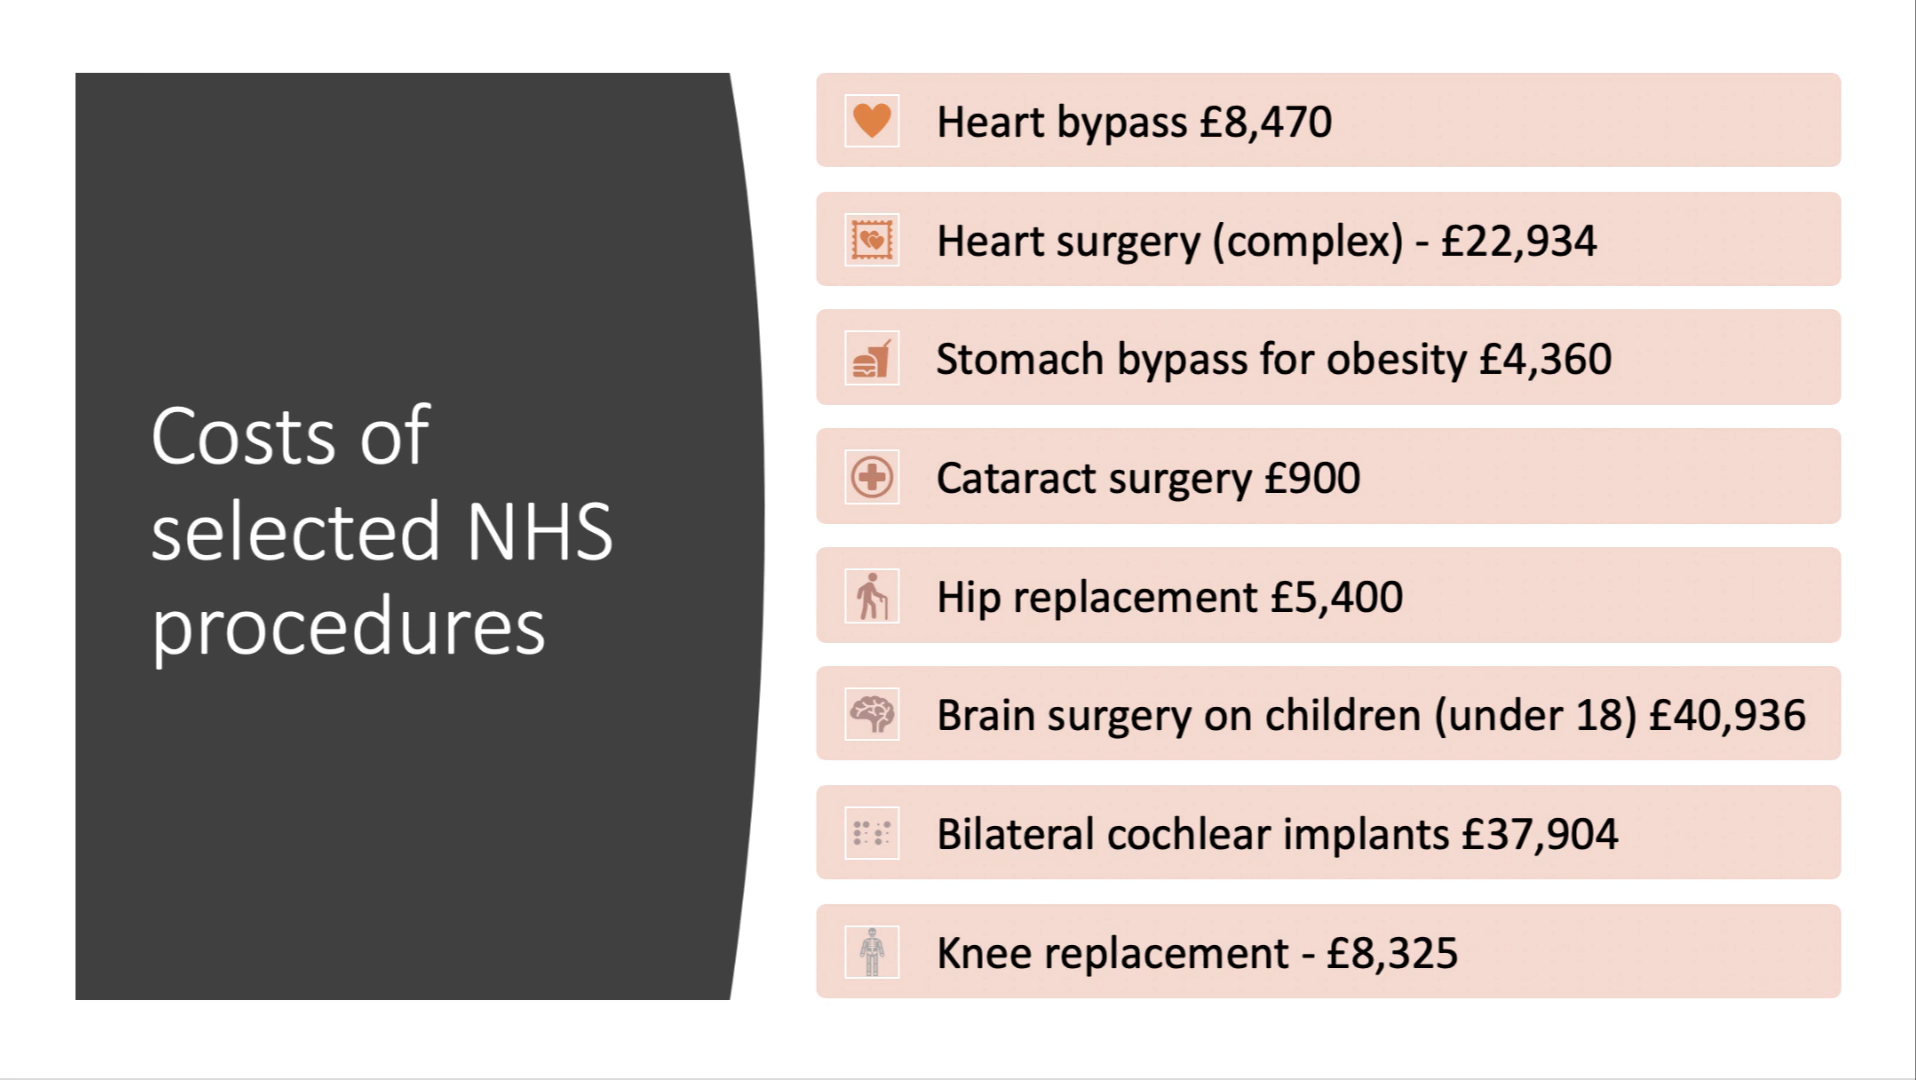 Costs of
selected NHS
procedures
Heart bypass £8,470
Heart surgery (complex) - £22,934
Stomach bypass for obesity £4,360
Cataract surgery £900
Hip replacement £5,400
Brain surgery on children (under 18) £40,936
Bilateral cochlear implants £37,904
Knee replacement - £8,325